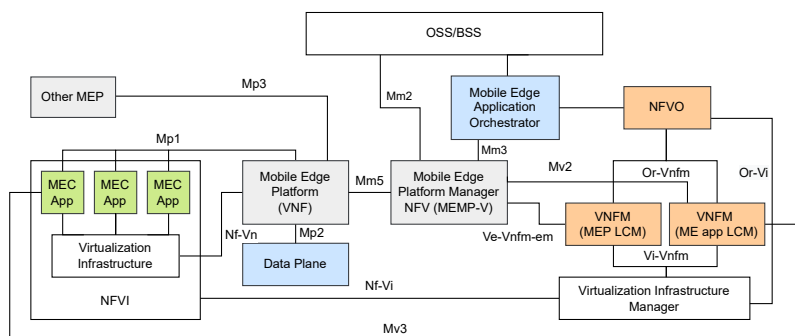 OSS/BSS
Mp3
Other MEP
Mm2
Mobile Edge
Application
Orchestrator
NFVO
Mp1
Mm3
Mv2
Or-Vnfm
Or-Vi
MEC
App
MEC
App
MEC
App
Mobile Edge
Platform
(VNF)
Mm5
Mobile Edge
Platform Manager
NFV (MEMP-V)
VNFM
(MEP LCM)
VNFM
(ME app LCM)
Nf-Vn
Mp2
Ve-Vnfm-em
Virtualization
Infrastructure
Data Plane
Vi-Vnfm
NFVI
Nf-Vi
Virtualization Infrastructure
Manager
Mv3